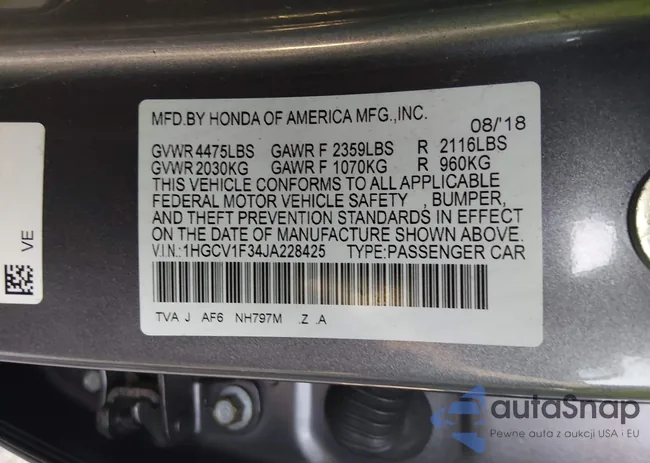 MFD.BY HONDA OF AMERICA MFG.,INC.
08/'18
GVWR 4475LBS GAWR F 2359LBS R 2116LBS
GVWR 2030KG GAWR F 1070KG R 960KG
THIS VEHICLE CONFORMS TO ALL APPLICABLE
FEDERAL MOTOR VEHICLE SAFETY , BUMPER,
AND THEFT PREVENTION STANDARDS IN EFFECT
ON THE DATE OF MANUFACTURE SHOWN ABOVE.
V.I.N.:1HGCV1F34JA228425 TYPE:PASSENGER CAR
TVA J AF6 NH797M .Z .A
VE
autaSnap
Pewne auta z aukcji USA i EU